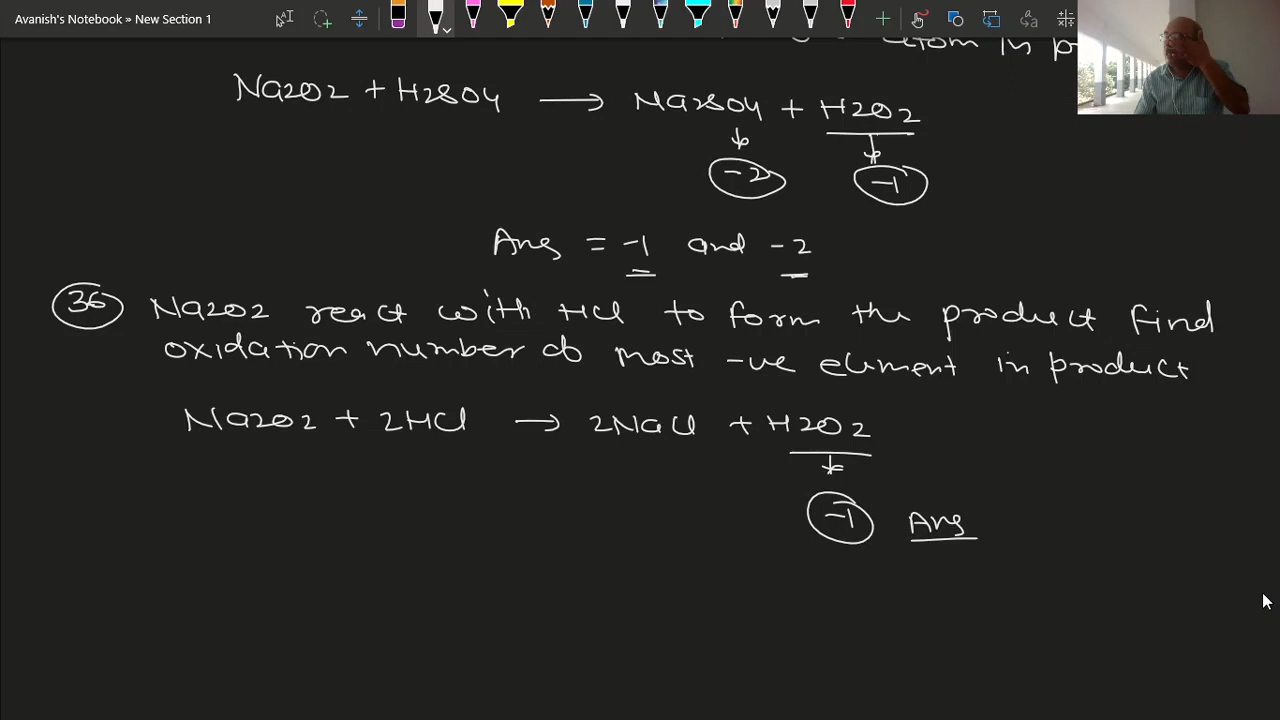 Avanish's Notebook » New Section 1
atom in p
Na2O2 + H2SO4 → Na2SO4 + H2O2
-2 -1
Ans = -1 and -2
36 Na2O2 react with HCl to form the product find
oxidation number of most -ve element in product
Na2O2 + 2HCl → 2NaCl + H2O2
-1 Ans